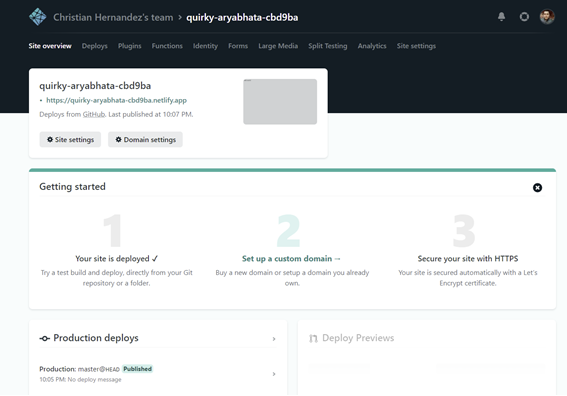 Christian Hernandez's team > quirky-aryabhata-cbd9ba
Site overview Deploys Plugins Functions Identity Forms Large Media Split Testing Analytics Site settings
quirky-aryabhata-cbd9ba
• https://quirky-aryabhata-cbd9ba.netlify.app
Deploys from GitHub. Last published at 10:07 PM.
Site settings Domain settings
Getting started
1 2 3
Your site is deployed ✓ Set up a custom domain → Secure your site with HTTPS
Try a test build and deploy, directly from your Git Buy a new domain or setup a domain you already Your site is secured automatically with a Let's
repository or a folder. own. Encrypt certificate.
Production deploys › Deploy Previews
Production: master@HEAD Published ›
10:05 PM: No deploy message